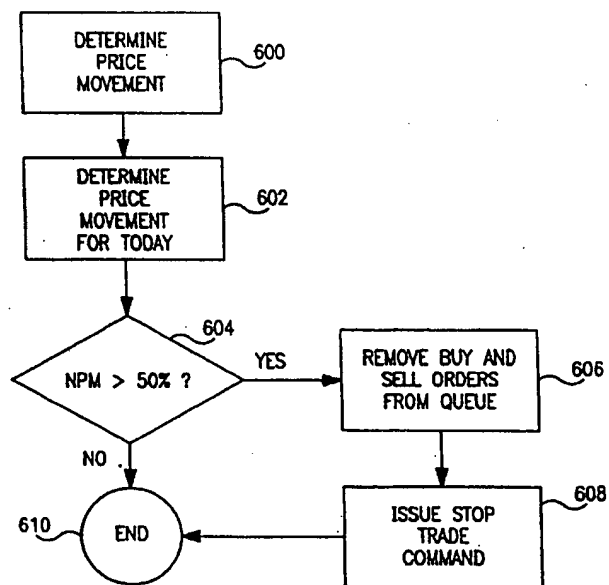 DETERMINE
PRICE
MOVEMENT
600
DETERMINE
PRICE
MOVEMENT
FOR TODAY
602
604
NPM > 50% ?
YES
NO
REMOVE BUY AND
SELL ORDERS
FROM QUEUE
606
ISSUE STOP
TRADE
COMMAND
608
610
END